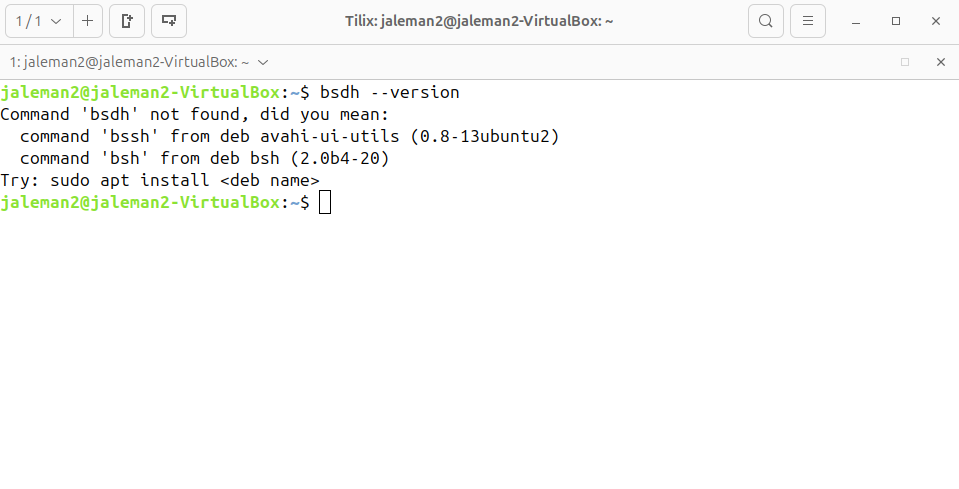 1 / 1
Tilix: jaleman2@jaleman2-VirtualBox: ~
1: jaleman2@jaleman2-VirtualBox: ~
jaleman2@jaleman2-VirtualBox:~$ bsdh --version
Command 'bsdh' not found, did you mean:
  command 'bssh' from deb avahi-ui-utils (0.8-13ubuntu2)
  command 'bsh' from deb bsh (2.0b4-20)
Try: sudo apt install <deb name>
jaleman2@jaleman2-VirtualBox:~$